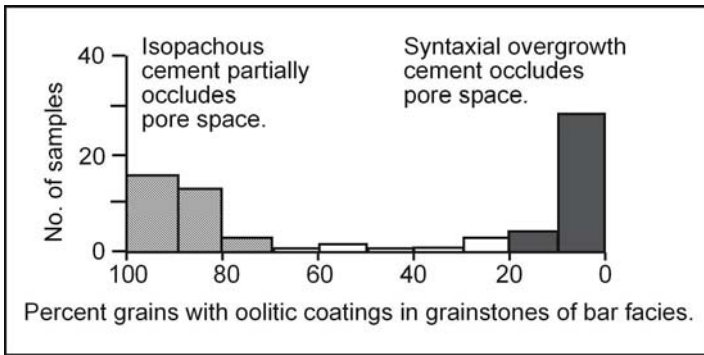 40
Isopachous
cement partially
occludes
pore space.
Syntaxial overgrowth
cement occludes
pore space.
No. of samples
20
0
100 80 60 40 20 0
Percent grains with oolitic coatings in grainstones of bar facies.